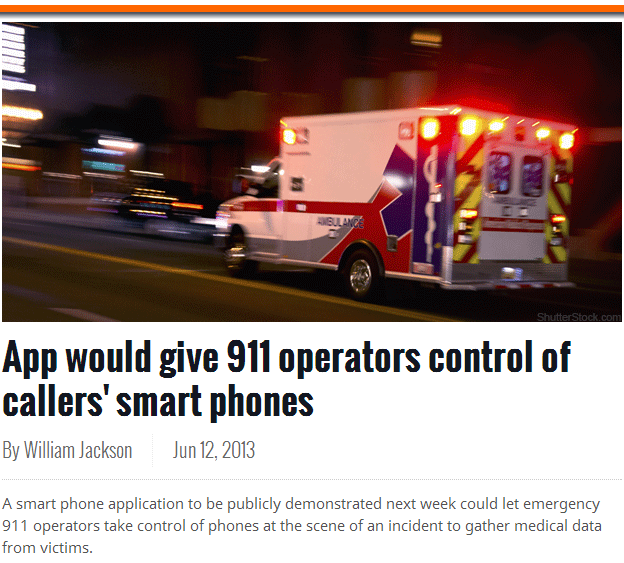 AMBULANCE
ShutterStock.com
App would give 911 operators control of
callers' smart phones
By William Jackson
Jun 12, 2013
A smart phone application to be publicly demonstrated next week could let emergency
911 operators take control of phones at the scene of an incident to gather medical data
from victims.